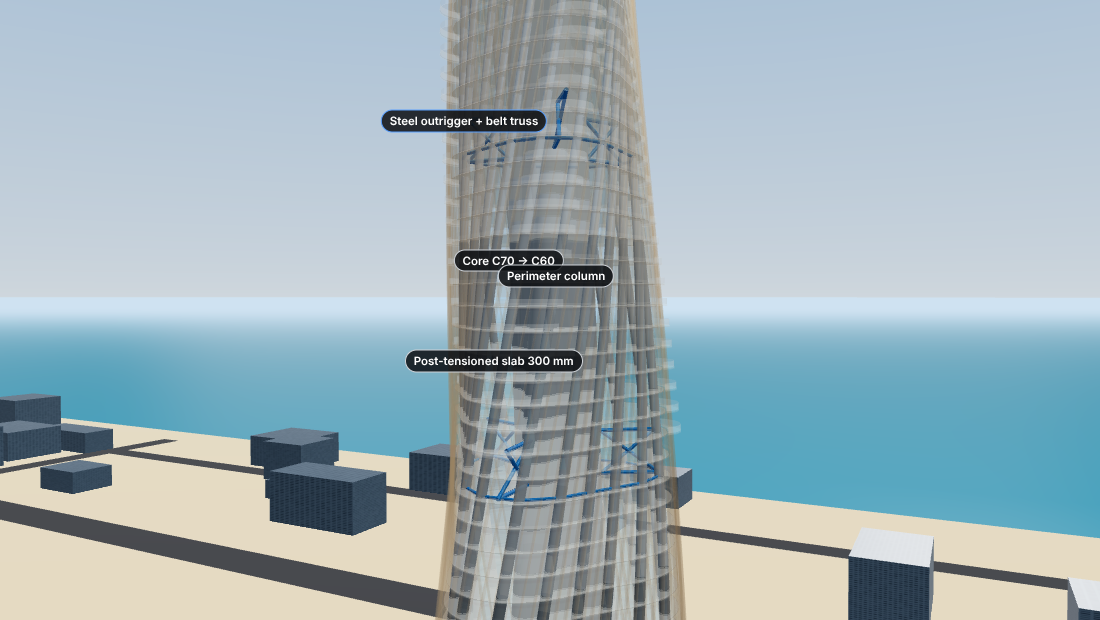 Steel outrigger + belt truss
Core C70 → C60
Perimeter column
Post-tensioned slab 300 mm